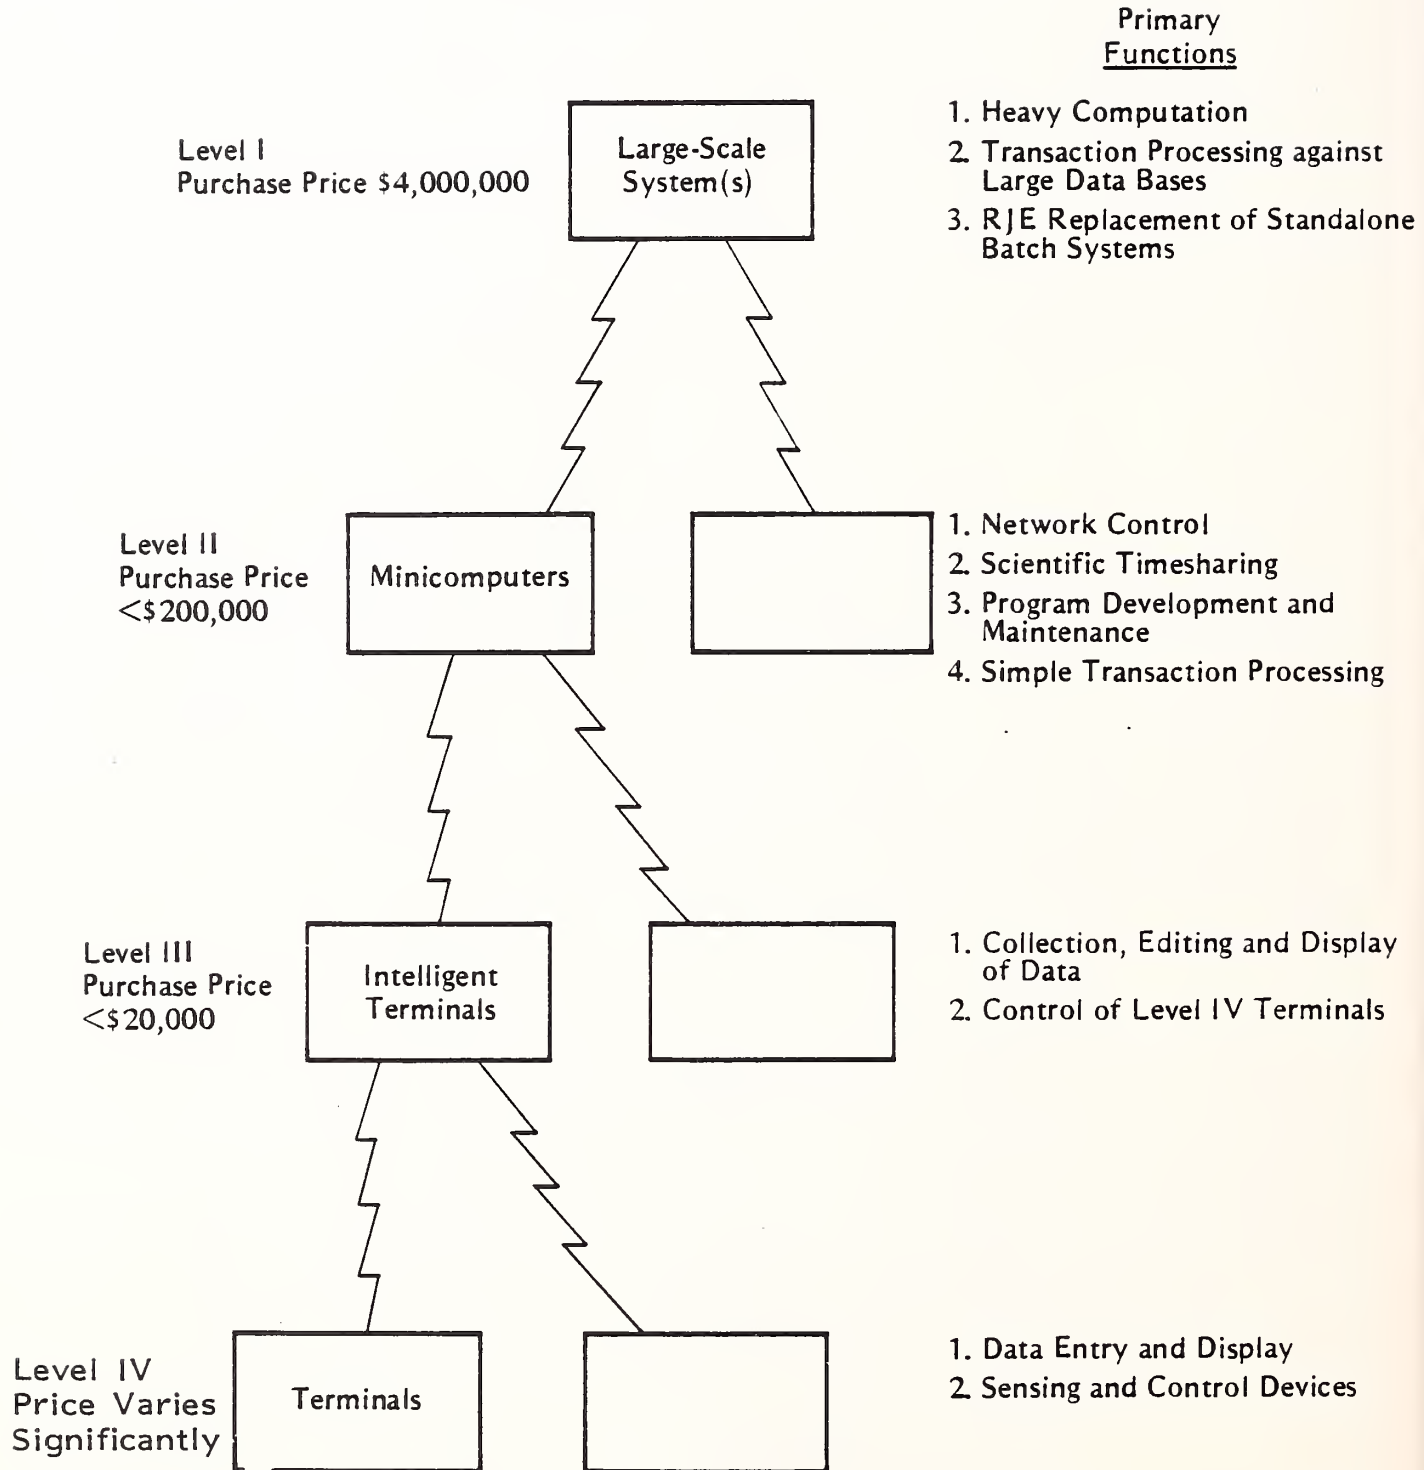 Primary
Functions
Level I
Purchase Price $4,000,000
Large-Scale
System(s)
1. Heavy Computation
2. Transaction Processing against
Large Data Bases
3. RJE Replacement of Standalone
Batch Systems
Level II
Purchase Price
<$200,000
Minicomputers
1. Network Control
2. Scientific Timesharing
3. Program Development and
Maintenance
4. Simple Transaction Processing
Level III
Purchase Price
<$20,000
Intelligent
Terminals
1. Collection, Editing and Display
of Data
2. Control of Level IV Terminals
Level IV
Price Varies
Significantly
Terminals
1. Data Entry and Display
2. Sensing and Control Devices